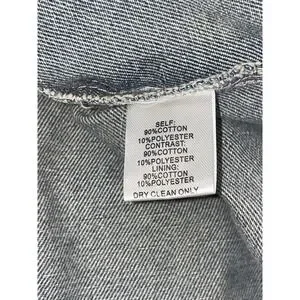 SELF:
90%COTTON
10%POLYESTER
CONTRAST:
90%COTTON
10%POLYESTER
LINING:
90%COTTON
10%POLYESTER
DRY CLEAN ONLY